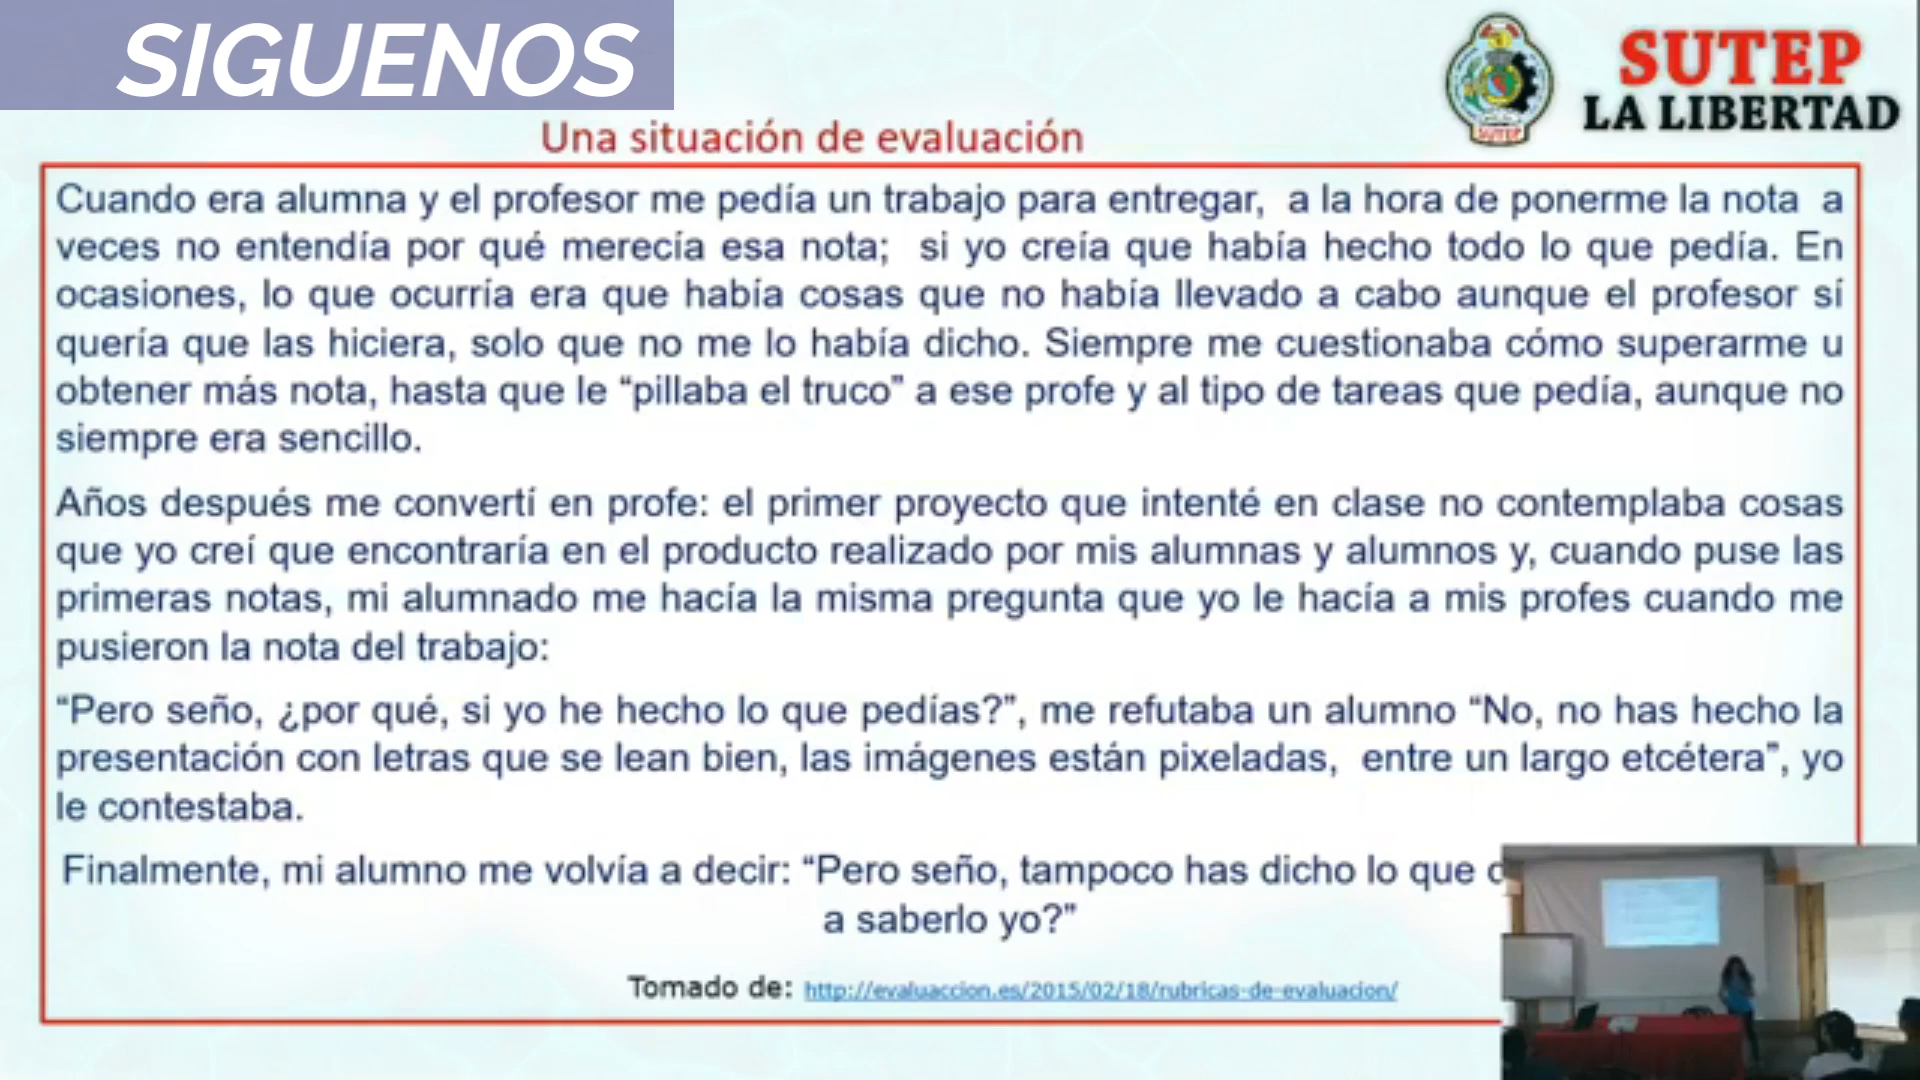 SIGUENOS
SUTEP
LA LIBERTAD
SUTEP
Una situación de evaluación
Cuando era alumna y el profesor me pedía un trabajo para entregar, a la hora de ponerme la nota a
veces no entendía por qué merecía esa nota; si yo creía que había hecho todo lo que pedía. En
ocasiones, lo que ocurría era que había cosas que no había llevado a cabo aunque el profesor sí
quería que las hiciera, solo que no me lo había dicho. Siempre me cuestionaba cómo superarme u
obtener más nota, hasta que le “pillaba el truco” a ese profe y al tipo de tareas que pedía, aunque no
siempre era sencillo.
Años después me convertí en profe: el primer proyecto que intenté en clase no contemplaba cosas
que yo creí que encontraría en el producto realizado por mis alumnas y alumnos y, cuando puse las
primeras notas, mi alumnado me hacía la misma pregunta que yo le hacía a mis profes cuando me
pusieron la nota del trabajo:
“Pero seño, ¿por qué, si yo he hecho lo que pedías?”, me refutaba un alumno “No, no has hecho la
presentación con letras que se lean bien, las imágenes están pixeladas, entre un largo etcétera”, yo
le contestaba.
Finalmente, mi alumno me volvía a decir: “Pero seño, tampoco has dicho lo que
a saberlo yo?”
Tomado de: http://evaluaccion.es/2015/02/18/rubricas-de-evaluacion/